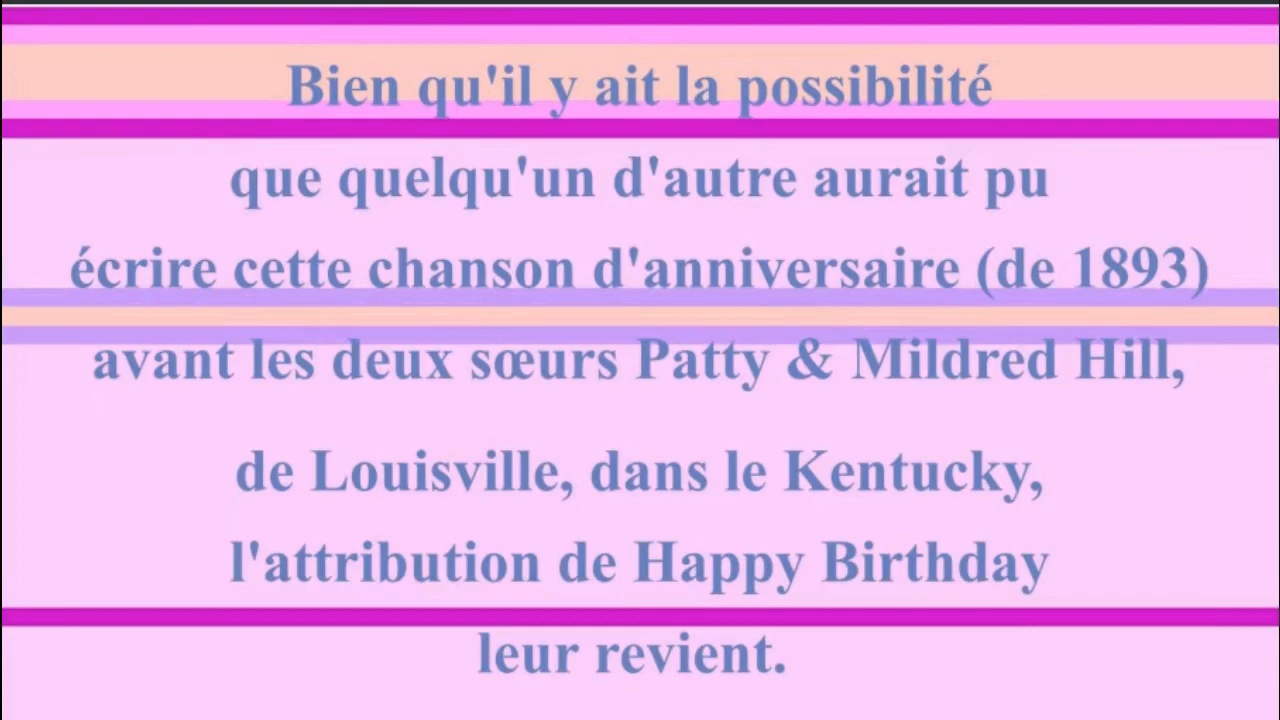 Bien qu'il y ait la possibilité
que quelqu'un d'autre aurait pu
écrire cette chanson d'anniversaire (de 1893)
avant les deux sœurs Patty & Mildred Hill,
de Louisville, dans le Kentucky,
l'attribution de Happy Birthday
leur revient.